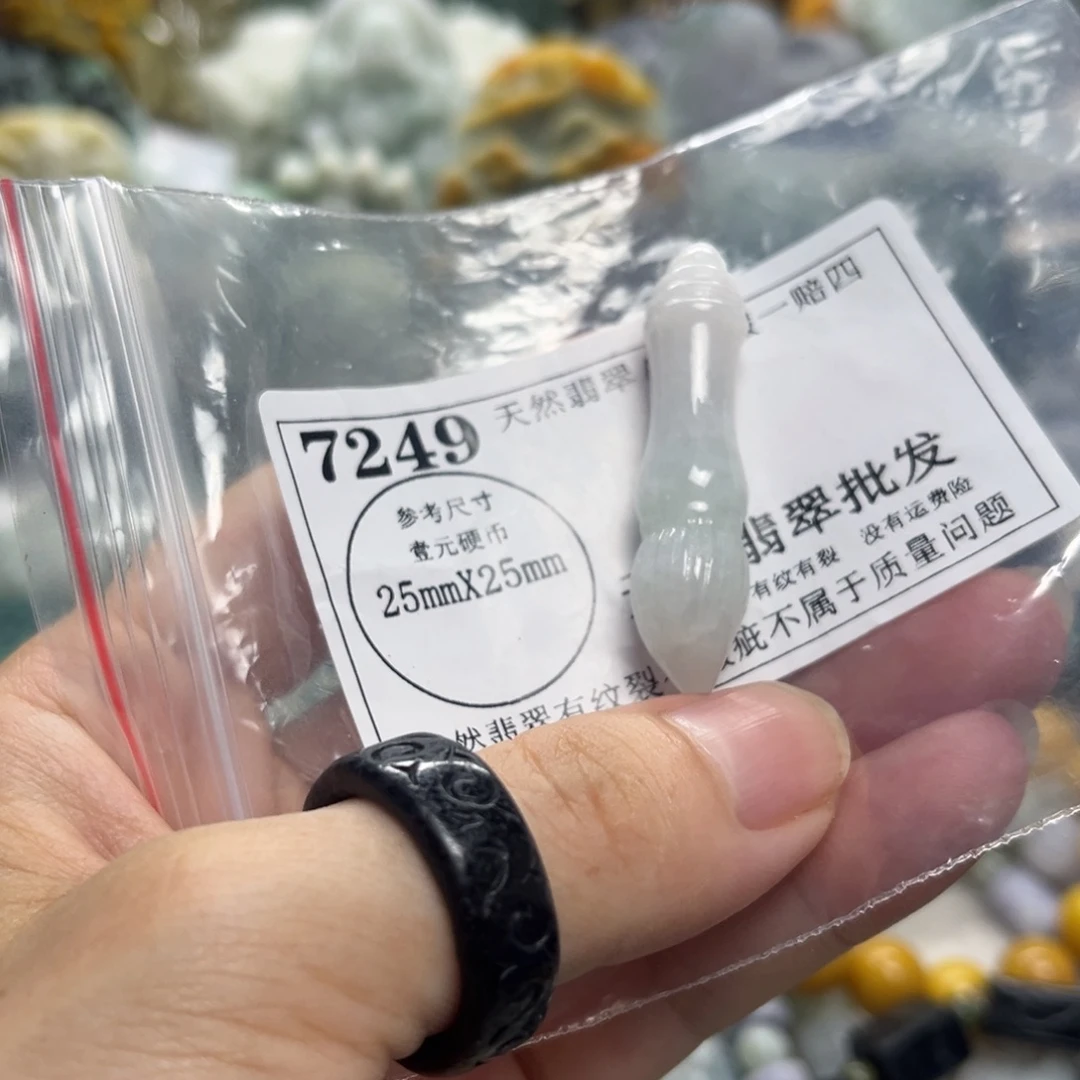 天然翡翠 一赔四
7249
参考尺寸
壹元硬币
25mmX25mm
翡翠批发
有纹有裂 没有运费险
然翡翠有纹裂 疵不属于质量问题